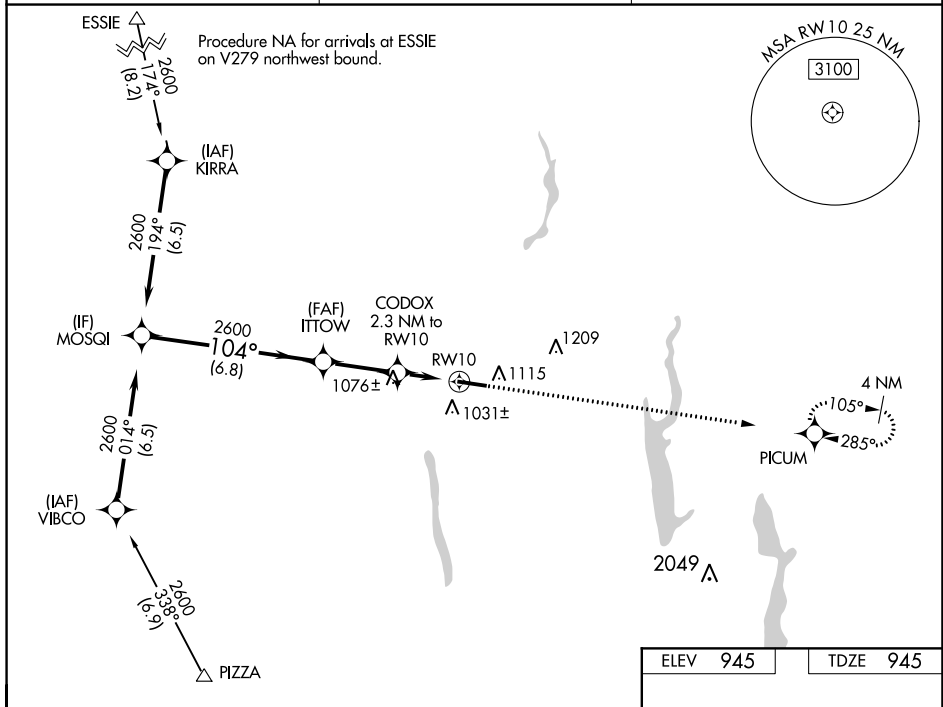 ESSIE
Procedure NA for arrivals at ESSIE
on V279 northwest bound.
MSA RW10 25 NM
3100
2600
174°
(8.2)
(IAF)
KIRRA
2600
194°
(6.5)
(IF)
MOSQI
2600
104°
(6.8)
(FAF)
ITTOW
CODOX
2.3 NM to
RW10
RW10
1076±
1115
1209
1031±
4 NM
105°
285°
PICUM
2600
014°
(6.5)
(IAF)
VIBCO
2600
338°
(6.9)
PIZZA
2049
ELEV 945
TDZE 945